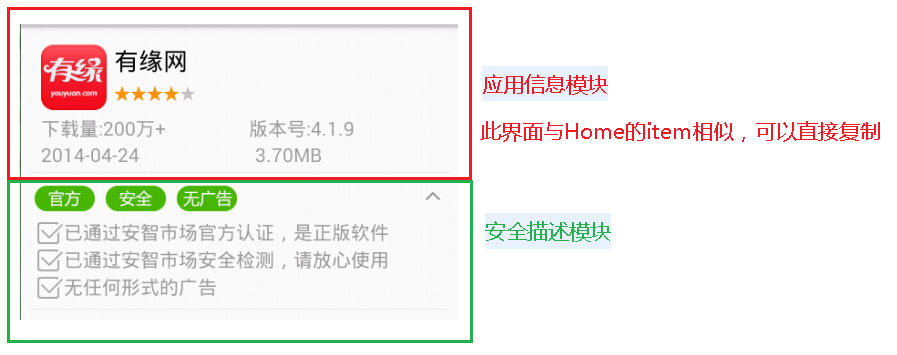 有缘
youyuan.com
有缘网
下载量:200万+ 版本号:4.1.9
2014-04-24 3.70MB
应用信息模块
此界面与Home的item相似，可以直接复制
官方 安全 无广告
已通过安智市场官方认证，是正版软件
已通过安智市场安全检测，请放心使用
无任何形式的广告
安全描述模块